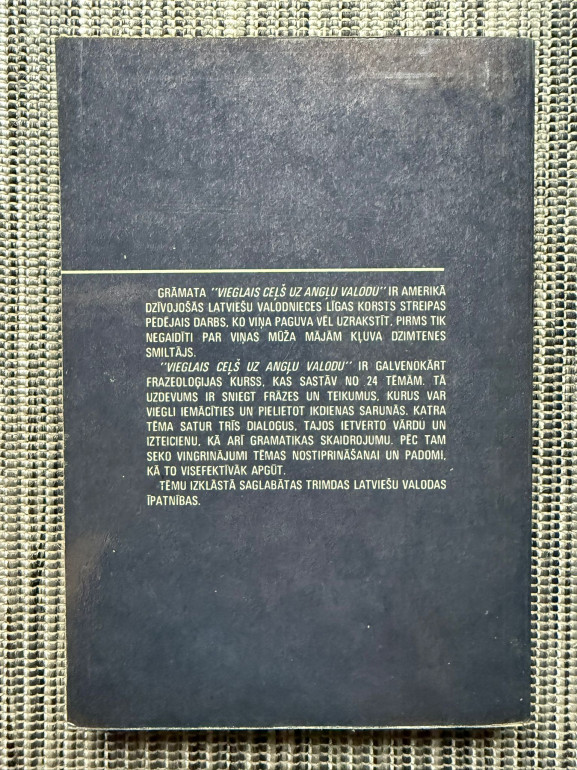 GRĀMATA "VIEGLAIS CEĻŠ UZ ANGĻU VALODU" IR AMERIKĀ
DZĪVOJOŠĀS LATVIEŠU VALODNIECES LĪGAS KORSTS STREIPAS
PĒDĒJAIS DARBS, KO VIŅA PAGUVA VĒL UZRAKSTĪT, PIRMS TIK
NEGAIDĪTI PAR VIŅAS MŪŽA MĀJĀM KĻUVA DZIMTENES
SMILTĀJS.
"VIEGLAIS CEĻŠ UZ ANGĻU VALODU" IR GALVENOKĀRT
FRAZEOLOĢIJAS KURSS, KAS SASTĀV NO 24 TĒMĀM. TĀ
UZDEVUMS IR SNIEGT FRĀZES UN TEIKUMUS, KURUS VAR
VIEGLI IEMĀCĪTIES UN PIELIETOT IKDIENAS SARUNĀS. KATRA
TĒMA SATUR TRĪS DIALOGUS, TAJOS IETVERTO VĀRDU UN
IZTEICIENU, KĀ ARĪ GRAMATIKAS SKAIDROJUMU. PĒC TAM
SEKO VINGRINĀJUMI TĒMAS NOSTIPRINĀŠANAI UN PADOMI,
KĀ TO VISEFEKTĪVĀK APGŪT.
TĒMU IZKLĀSTĀ SAGLABĀTAS TRIMDAS LATVIEŠU VALODAS
ĪPATNĪBAS.